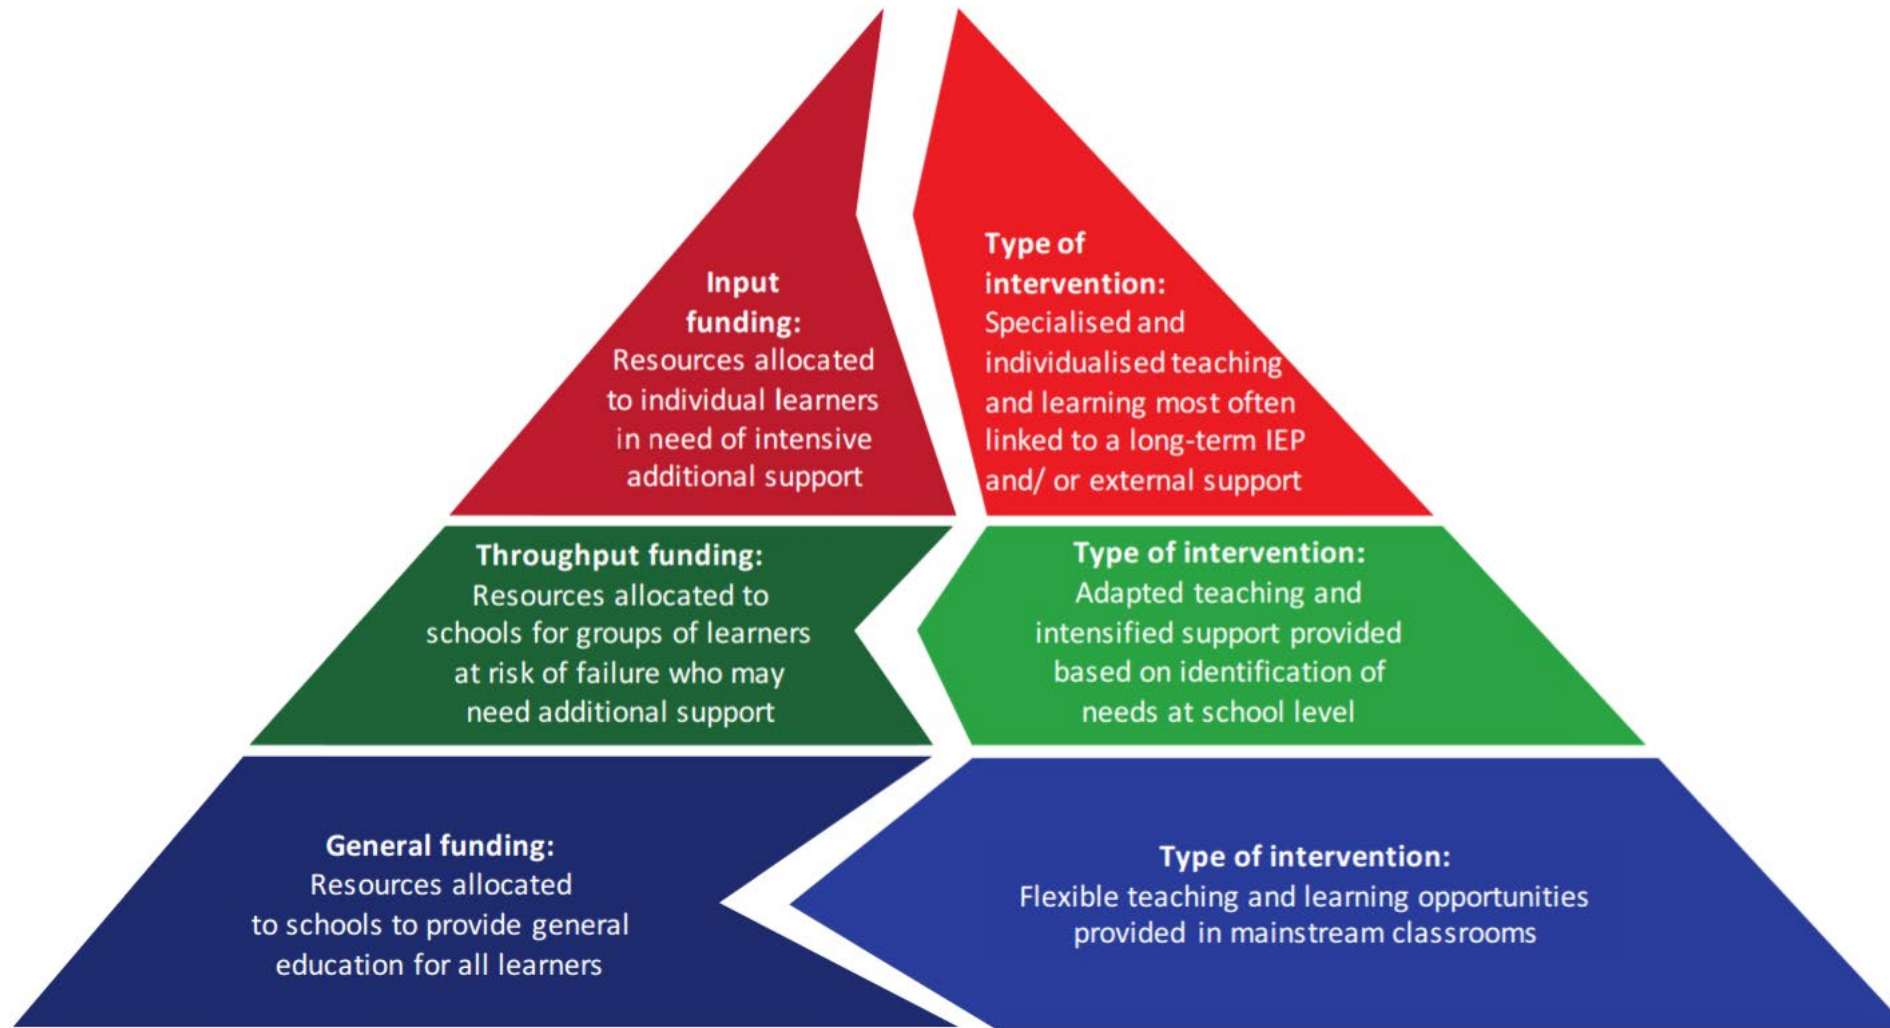 Input
funding:
Resources allocated
to individual learners
in need of intensive
additional support
Type of
intervention:
Specialised and
individualised teaching
and learning most often
linked to a long-term IEP
and/ or external support
Throughput funding:
Resources allocated to
schools for groups of learners
at risk of failure who may
need additional support
Type of intervention:
Adapted teaching and
intensified support provided
based on identification of
needs at school level
General funding:
Resources allocated
to schools to provide general
education for all learners
Type of intervention:
Flexible teaching and learning opportunities
provided in mainstream classrooms